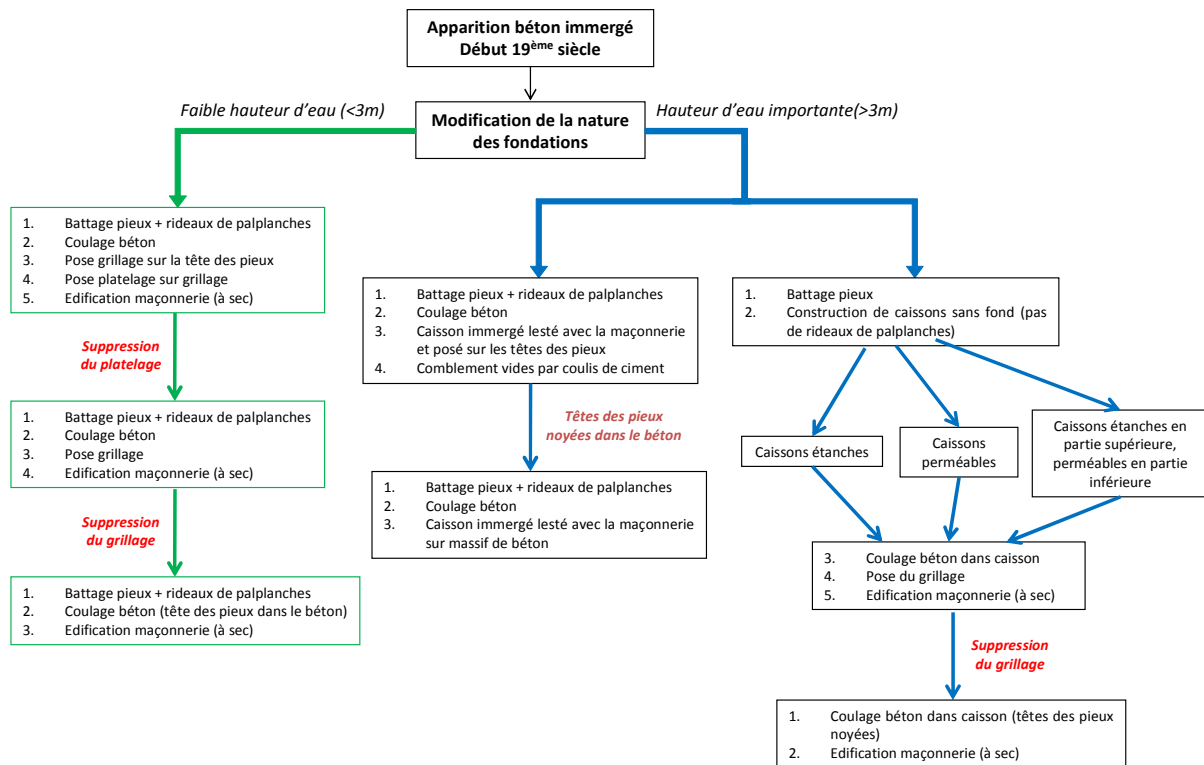 Apparition béton immergé
Début 19ème siècle
Faible hauteur d'eau (<3m)
Hauteur d'eau importante(>3m)
Modification de la nature
des fondations
1. Battage pieux + rideaux de palplanches
2. Coulage béton
3. Pose grillage sur la tête des pieux
4. Pose platelage sur grillage
5. Edification maçonnerie (à sec)
Suppression
du platelage
1. Battage pieux + rideaux de palplanches
2. Coulage béton
3. Pose grillage
4. Edification maçonnerie (à sec)
Suppression
du grillage
1. Battage pieux + rideaux de palplanches
2. Coulage béton (tête des pieux dans le béton)
3. Edification maçonnerie (à sec)
1. Battage pieux + rideaux de palplanches
2. Coulage béton
3. Caisson immergé lesté avec la maçonnerie
et posé sur les têtes des pieux
4. Comblement vides par coulis de ciment
Têtes des pieux
noyées dans le béton
1. Battage pieux + rideaux de palplanches
2. Coulage béton
3. Caisson immergé lesté avec la maçonnerie
sur massif de béton
1. Battage pieux
2. Construction de caissons sans fond (pas
de rideaux de palplanches)
Caissons étanches
Caissons
perméables
Caissons étanches en
partie supérieure,
perméables en partie
inférieure
3. Coulage béton dans caisson
4. Pose du grillage
5. Edification maçonnerie (à sec)
Suppression
du grillage
1. Coulage béton dans caisson (têtes des pieux
noyées)
2. Edification maçonnerie (à sec)